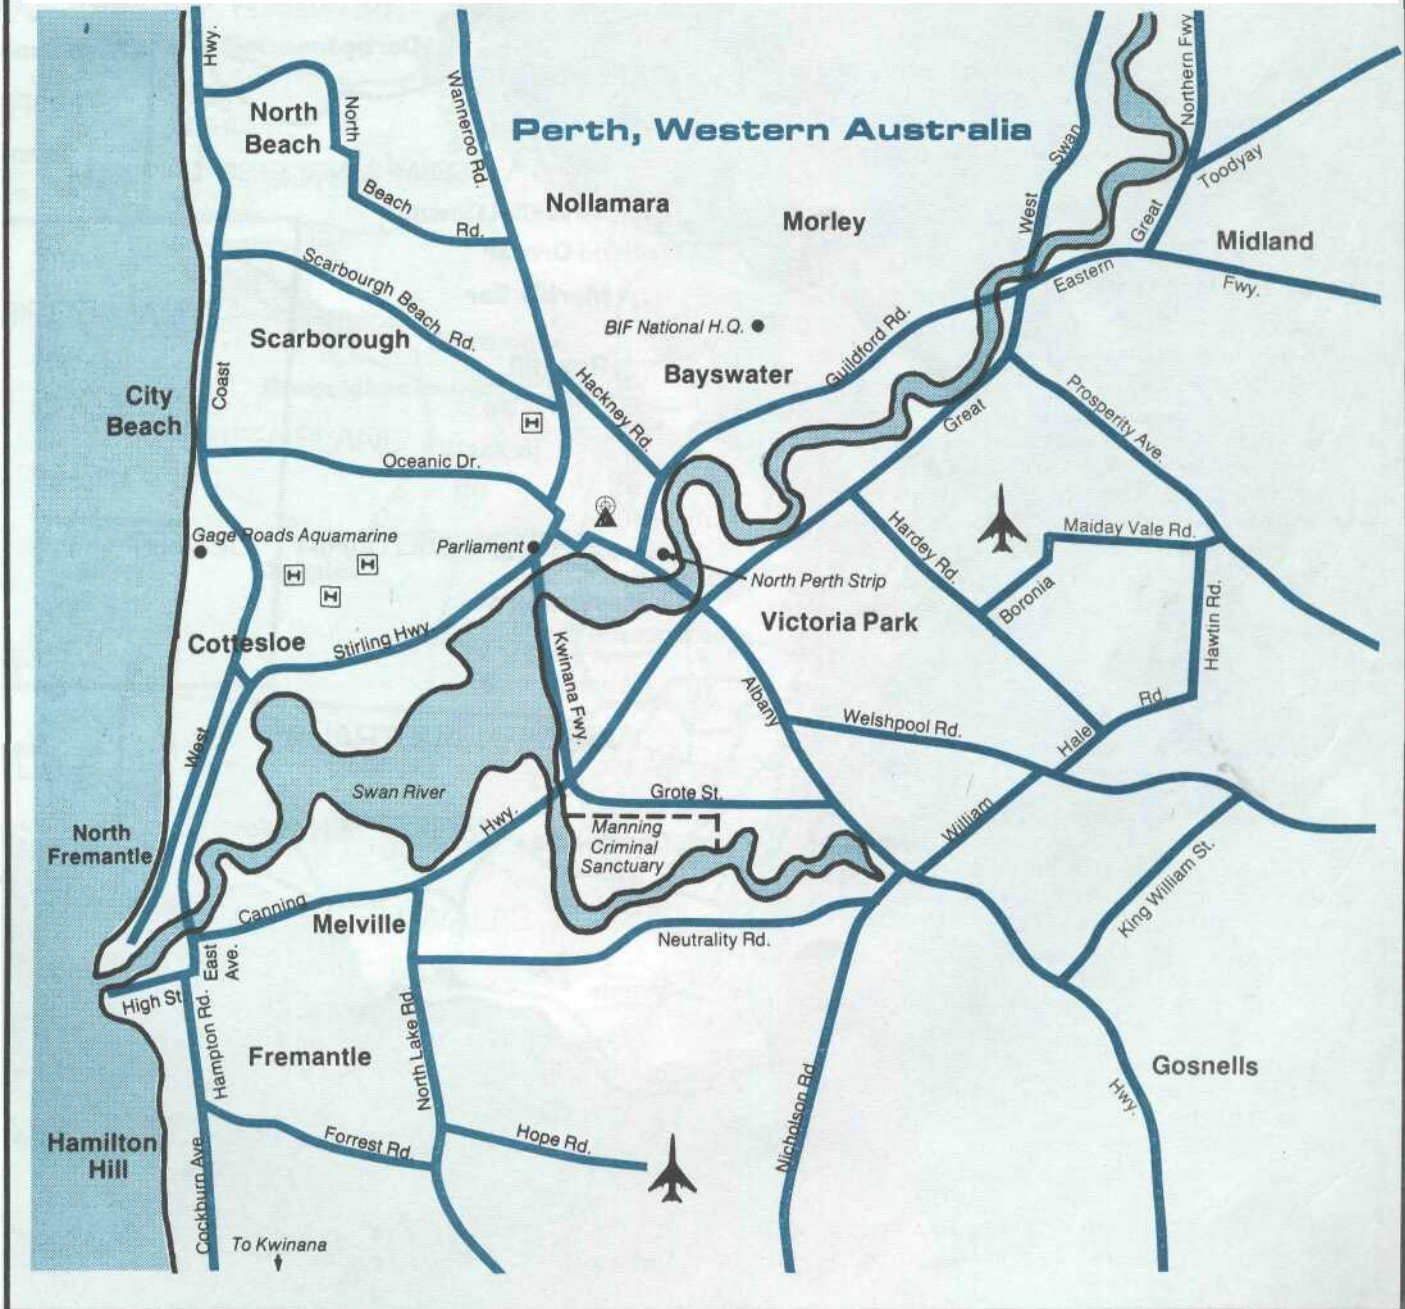 Hwy.
North
Beach
North
Wanneroo Rd.
Perth, Western Australia
Swan
Northern Fwy
Toodyay
Beach
Rd.
Nollamara
Morley
West
Great
Midland
Scarbourgh Beach Rd.
Eastern
Fwy.
Scarborough
BIF National H.Q.
Guildford Rd.
Bayswater
Coast
City
Beach
Hackney Rd.
Great
Prosperity Ave.
H
Oceanic Dr.
Gage Roads Aquamarine
Parliament
Hardey Rd.
Maiday Vale Rd.
H
H
H
North Perth Strip
Boronia
Victoria Park
Hawtin Rd.
Cottesloe
Stirling Hwy
Kwinana Fwy.
Albany
Rd.
Welshpool Rd.
Hale
West
Swan River
Grote St.
North
Fremantle
Hwy.
Manning
Criminal
Sanctuary
William
King William St.
Canning
Melville
Neutrality Rd.
East
Ave.
High St.
Hampton Rd.
North Lake Rd.
Fremantle
Gosnells
Nicholson Rd.
Hwy.
Hamilton
Hill
Forrest Rd.
Hope Rd.
Cockburn Ave
To Kwinana